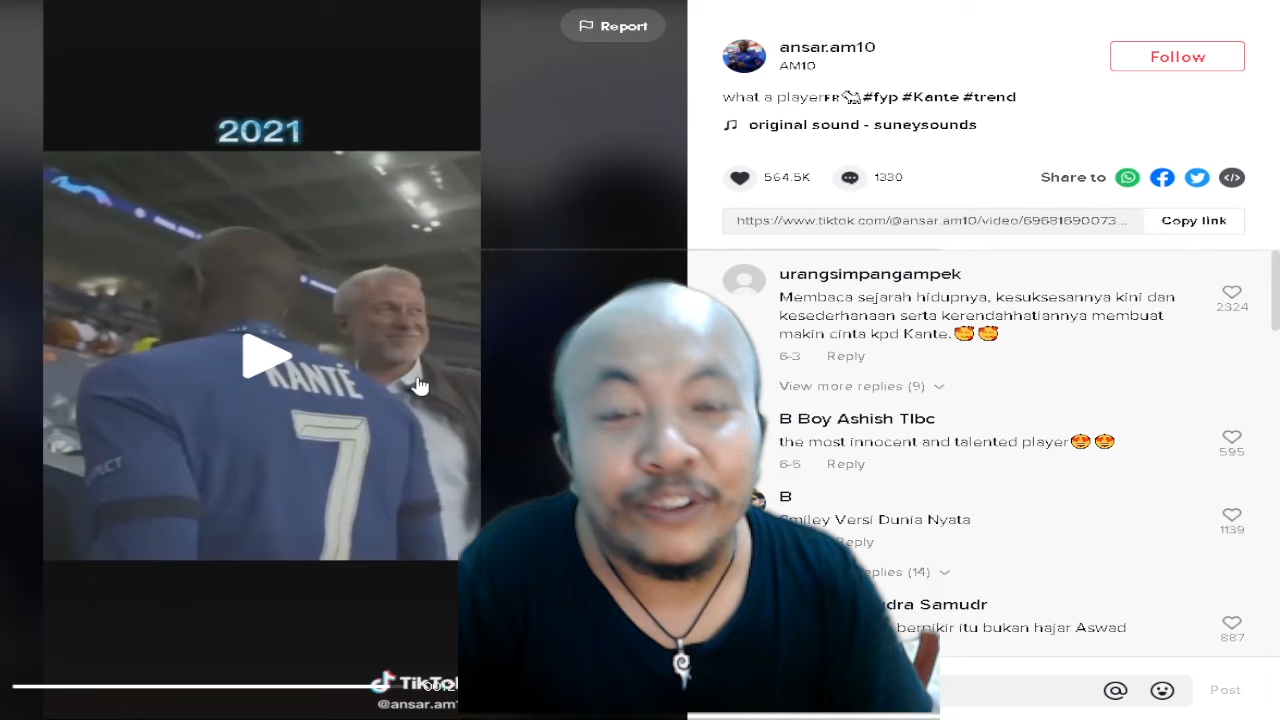 Report
2021
KANTÉ
7
TikTok
@ansar.am1
ansar.am10
AM10
Follow
what a playerFR🐑#fyp #Kante #trend
original sound - suneysounds
564.5K
1330
Share to
https://www.tiktok.com/@ansar.am10/video/69681690073...
Copy link
urangsimpangampek
Membaca sejarah hidupnya, kesuksesannya kini dan
kesederhanaan serta kerendahhatiannya membuat
makin cinta kpd Kante.🥰🥰
2324
6-3 Reply
View more replies (9)
B Boy Ashish Tlbc
the most innocent and talented player😍😍
595
6-5 Reply
B
Smiley Versi Dunia Nyata
1139
eply
eplies (14)
dra Samudr
bernikir itu bukan hajar Aswad
887
Post